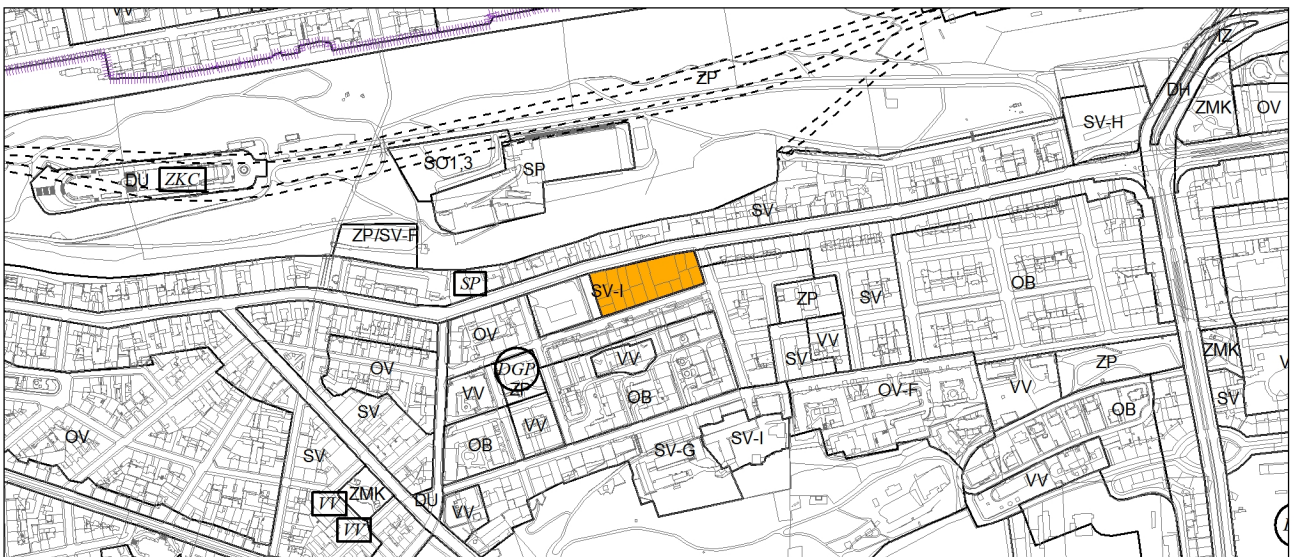 VV
IZ
ZP
DH
ZMK
OV
SV-H
SO1,3
SP
DU
ZKC
SV
ZP/SV-F
SP
SV-I
OB
ZP
SV
OV
VV
DGP
SV
VV
OV
ZP
ZMK
VV
ZP
OB
OV-F
VV
ZP
SV
OB
SV
VV
OB
SV-I
OV
SV
SV-G
VV
ZMK
DU
VV
VV
VV